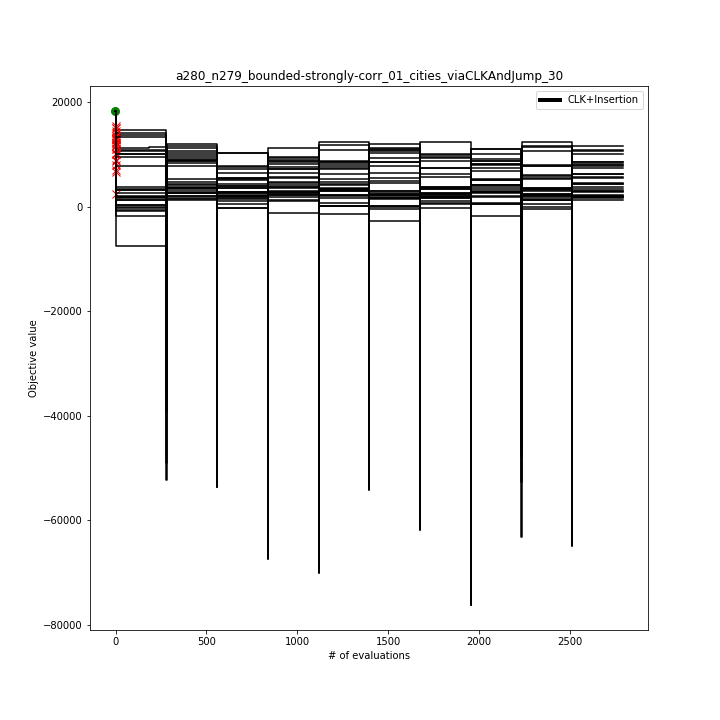 a280_n279_bounded-strongly-corr_01_cities_viaCLKAndJump_30
CLK+Insertion
20000
0
−20000
−40000
−60000
−80000
Objective value
0 500 1000 1500 2000 2500
# of evaluations